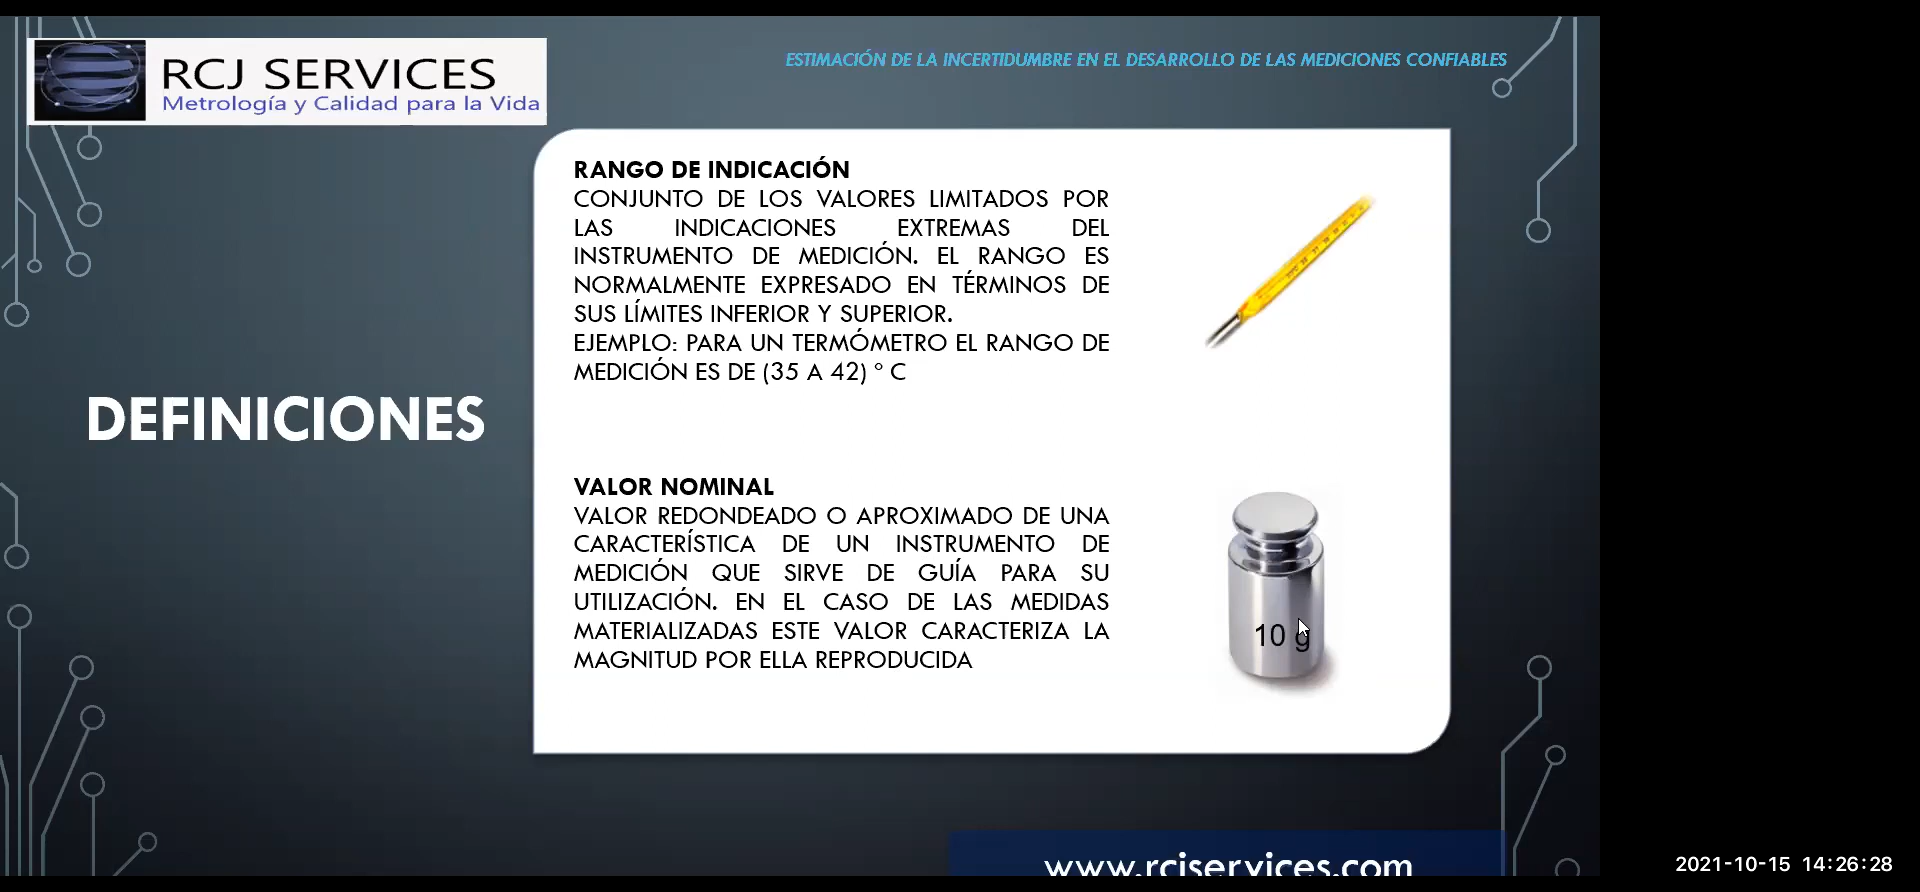 RCJ SERVICES
Metrología y Calidad para la Vida
ESTIMACIÓN DE LA INCERTIDUMBRE EN EL DESARROLLO DE LAS MEDICIONES CONFIABLES
DEFINICIONES
RANGO DE INDICACIÓN
CONJUNTO DE LOS VALORES LIMITADOS POR
LAS INDICACIONES EXTREMAS DEL
INSTRUMENTO DE MEDICIÓN. EL RANGO ES
NORMALMENTE EXPRESADO EN TÉRMINOS DE
SUS LÍMITES INFERIOR Y SUPERIOR.
EJEMPLO: PARA UN TERMÓMETRO EL RANGO DE
MEDICIÓN ES DE (35 A 42) ° C
VALOR NOMINAL
VALOR REDONDEADO O APROXIMADO DE UNA
CARACTERÍSTICA DE UN INSTRUMENTO DE
MEDICIÓN QUE SIRVE DE GUÍA PARA SU
UTILIZACIÓN. EN EL CASO DE LAS MEDIDAS
MATERIALIZADAS ESTE VALOR CARACTERIZA LA
MAGNITUD POR ELLA REPRODUCIDA
10 g
www.rcjservices.com
2021-10-15 14:26:28